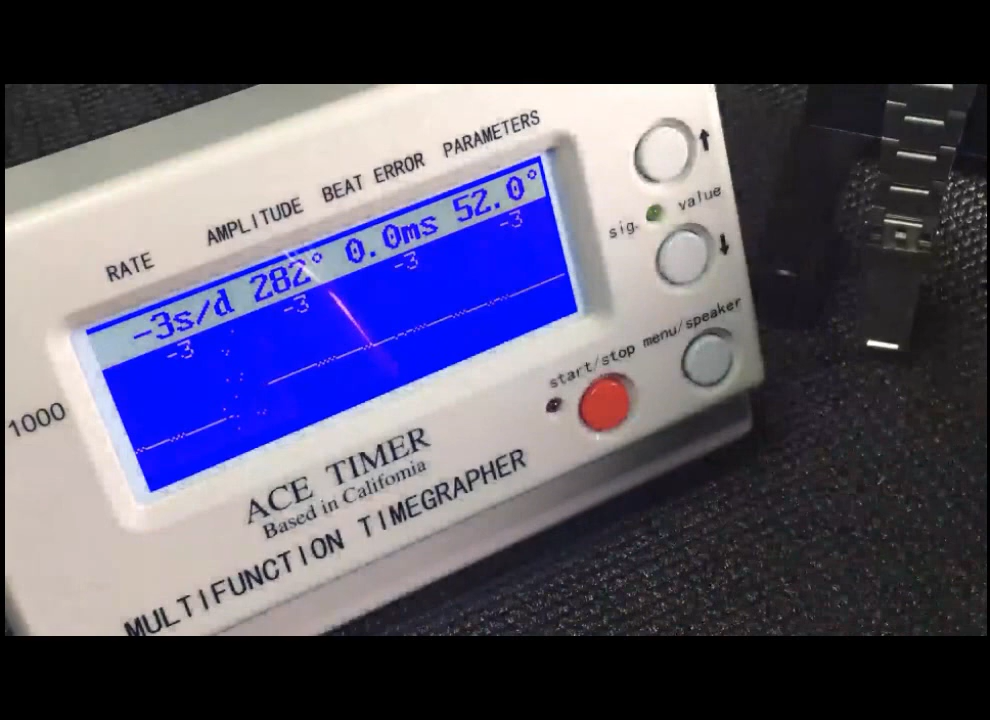 RATE AMPLITUDE BEAT ERROR PARAMETERS
-3s/d 282° 0.0ms 52.0°
-3 -3 -3 -3
↑
sig. value
↓
1000
start/stop menu/speaker
ACE TIMER
Based in California
MULTIFUNCTION TIMEGRAPHER